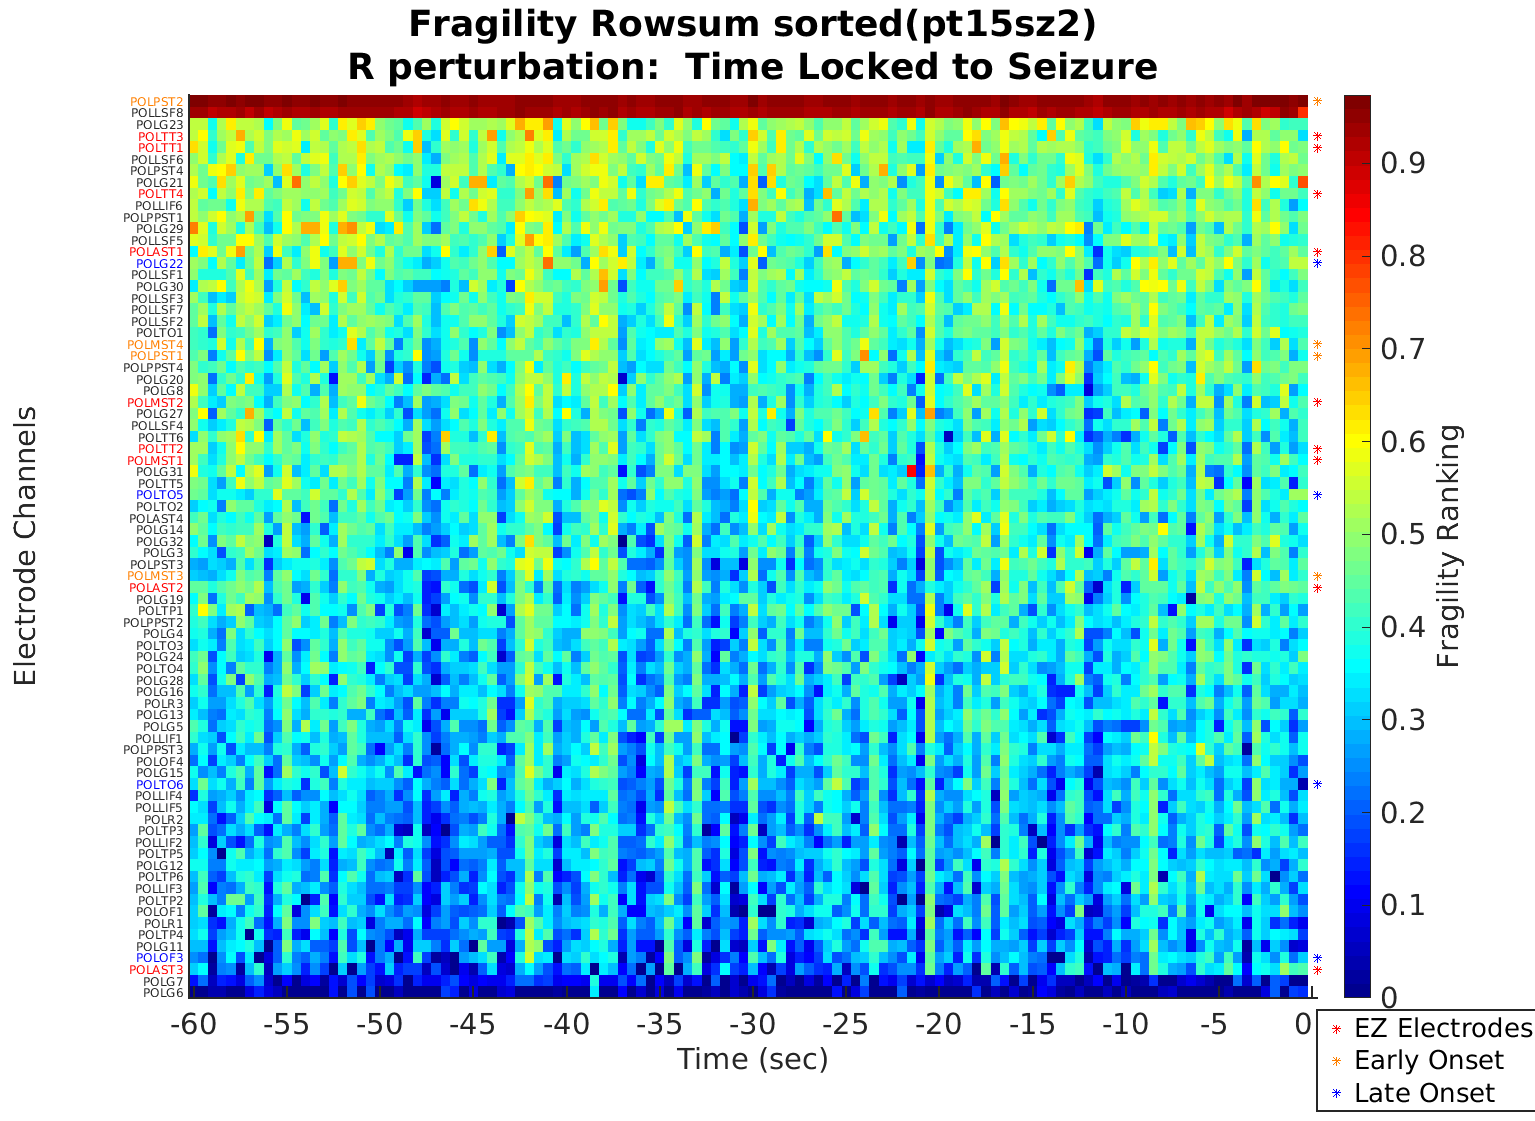 Fragility Rowsum sorted(pt15sz2)
R perturbation: Time Locked to Seizure
Electrode Channels
POLPST2
POLLSF8
POLG23
POLTT3
POLTT1
POLLSF6
POLPST4
POLG21
POLTT4
POLLIF6
POLPPST1
POLG29
POLLSF5
POLAST1
POLG22
POLLSF1
POLG30
POLLSF3
POLLSF7
POLLSF2
POLTO1
POLMST4
POLPST1
POLPPST4
POLG20
POLG8
POLMST2
POLG27
POLLSF4
POLTT6
POLTT2
POLMST1
POLG31
POLTT5
POLTO5
POLTO2
POLAST4
POLG14
POLG32
POLG3
POLPST3
POLMST3
POLAST2
POLG19
POLTP1
POLPPST2
POLG4
POLTO3
POLG24
POLTO4
POLG28
POLG16
POLR3
POLG13
POLG5
POLLIF1
POLPPST3
POLOF4
POLG15
POLTO6
POLLIF4
POLLIF5
POLR2
POLTP3
POLLIF2
POLTP5
POLG12
POLTP6
POLLIF3
POLTP2
POLOF1
POLR1
POLTP4
POLG11
POLOF3
POLAST3
POLG7
POLG6
-60 -55 -50 -45 -40 -35 -30 -25 -20 -15 -10 -5 0
Time (sec)
0.9
0.8
0.7
0.6
0.5
0.4
0.3
0.2
0.1
0
Fragility Ranking
EZ Electrodes
Early Onset
Late Onset